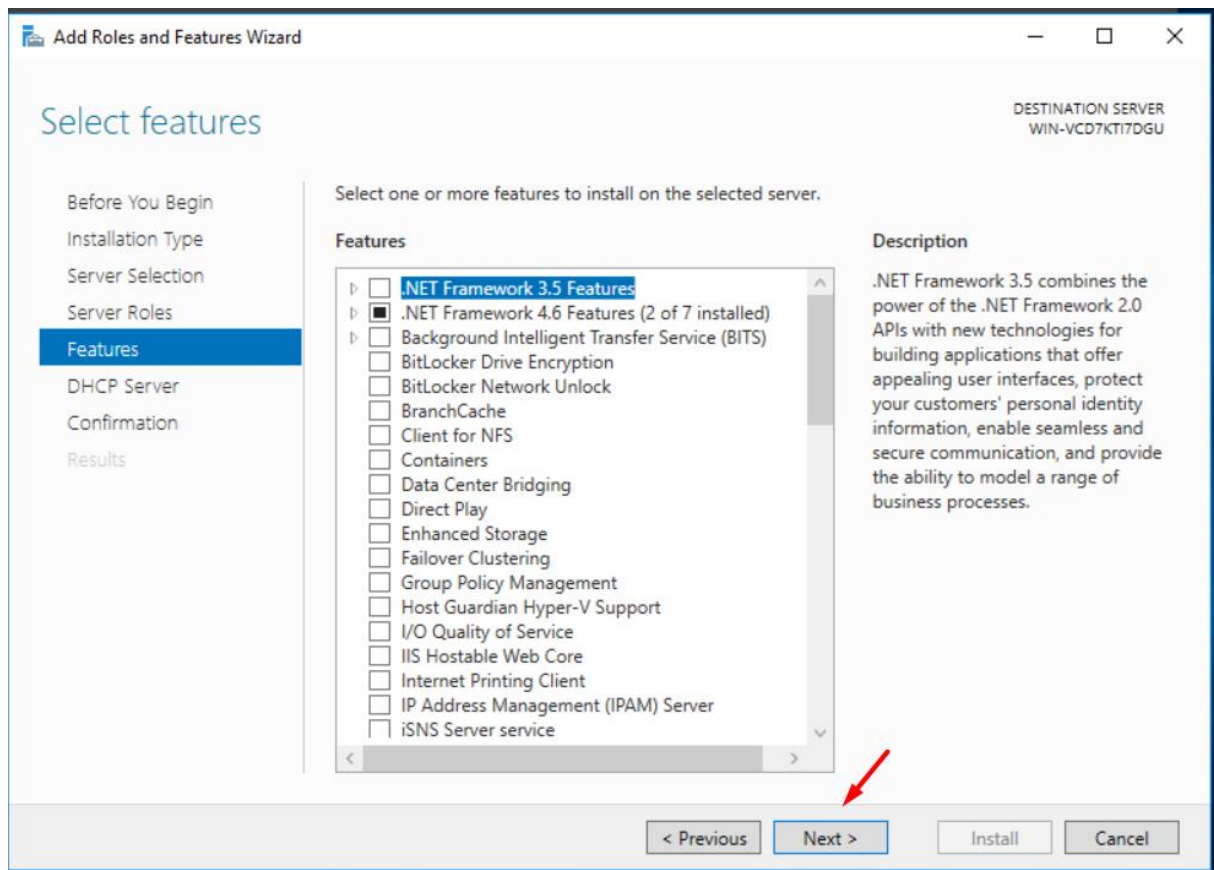 Add Roles and Features Wizard
Select features
DESTINATION SERVER
WIN-VCD7KTI7DGU
Before You Begin
Installation Type
Server Selection
Server Roles
Features
DHCP Server
Confirmation
Results
Select one or more features to install on the selected server.
Features
.NET Framework 3.5 Features
.NET Framework 4.6 Features (2 of 7 installed)
Background Intelligent Transfer Service (BITS)
BitLocker Drive Encryption
BitLocker Network Unlock
BranchCache
Client for NFS
Containers
Data Center Bridging
Direct Play
Enhanced Storage
Failover Clustering
Group Policy Management
Host Guardian Hyper-V Support
I/O Quality of Service
IIS Hostable Web Core
Internet Printing Client
IP Address Management (IPAM) Server
iSNS Server service
Description
.NET Framework 3.5 combines the
power of the .NET Framework 2.0
APIs with new technologies for
building applications that offer
appealing user interfaces, protect
your customers' personal identity
information, enable seamless and
secure communication, and provide
the ability to model a range of
business processes.
< Previous
Next >
Install
Cancel